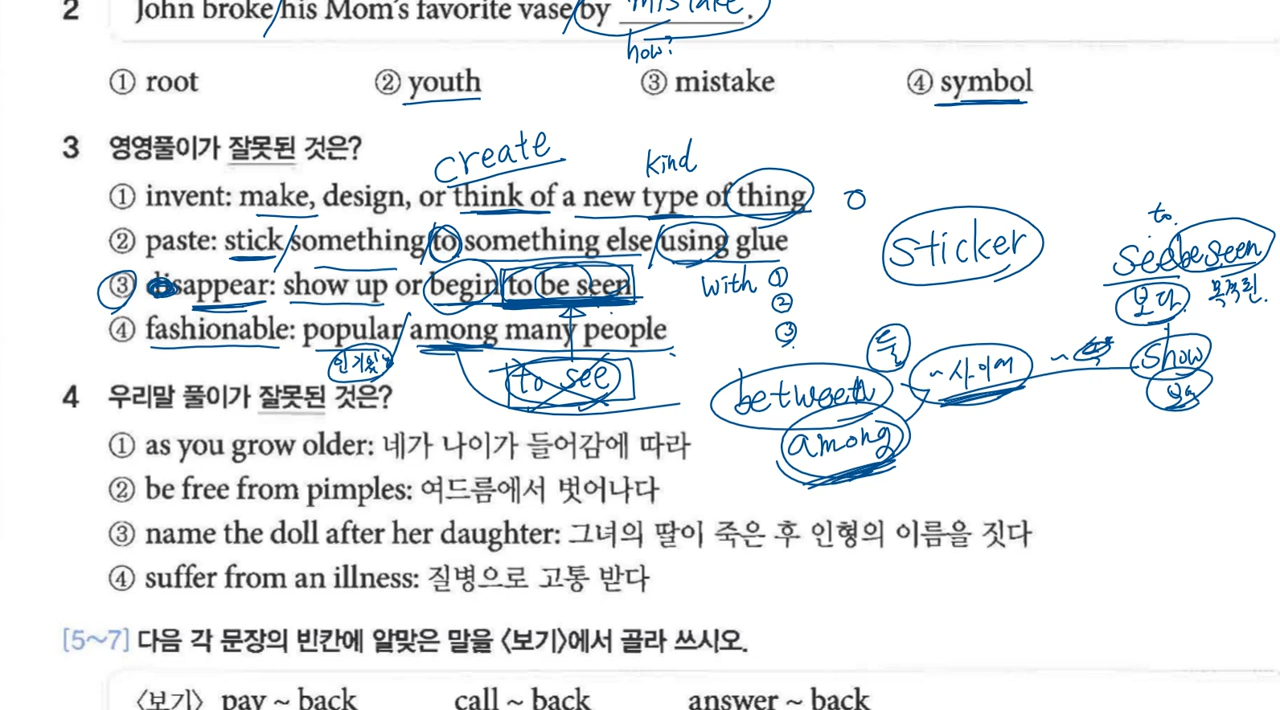 2 John broke his Mom's favorite vase by mistake.
how?
① root ② youth ③ mistake ④ symbol
3 영영풀이가 잘못된 것은?
create kind
① invent: make, design, or think of a new type of thing
② paste: stick something to something else using glue
sticker
to
see be seen
③ disappear: show up or begin to be seen
with ①
②
③
보다
④ fashionable: popular among many people
들
to see
between
~사이에
show
among
4 우리말 풀이가 잘못된 것은?
① as you grow older: 네가 나이가 들어감에 따라
② be free from pimples: 여드름에서 벗어나다
③ name the doll after her daughter: 그녀의 딸이 죽은 후 인형의 이름을 짓다
④ suffer from an illness: 질병으로 고통 받다
[5~7] 다음 각 문장의 빈칸에 알맞은 말을 〈보기〉에서 골라 쓰시오.
〈보기〉 pay ~ back call ~ back answer ~ back